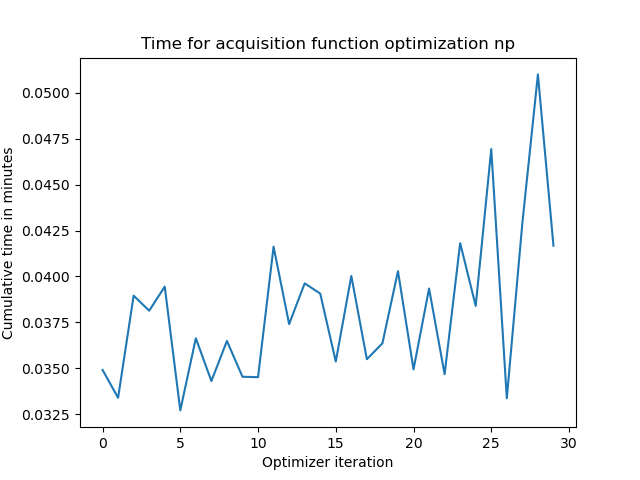 Time for acquisition function optimization np
0.0500
0.0475
0.0450
0.0425
0.0400
0.0375
0.0350
0.0325
Cumulative time in minutes
0 5 10 15 20 25 30
Optimizer iteration